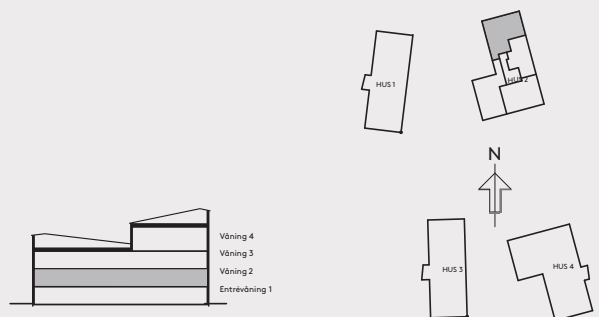 HUS 1
HUS 2
N
Våning 4
Våning 3
Våning 2
Entrévåning 1
HUS 3
HUS 4